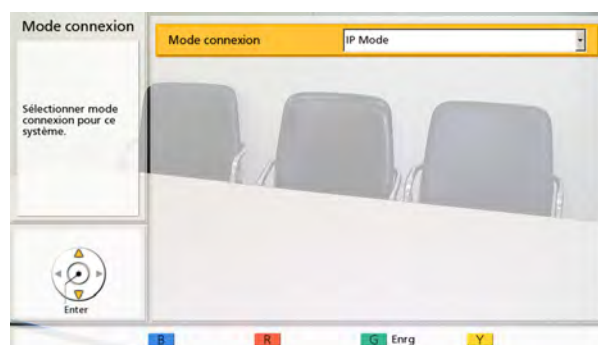 Mode connexion
Mode connexion IP Mode
Sélectionner mode
connexion pour ce
système.
Enter
B R G Enrg Y